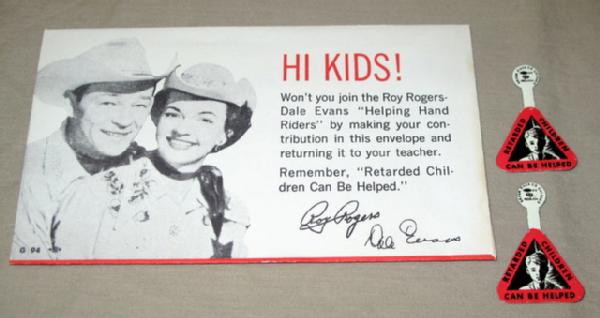 HI KIDS!
Won't you join the Roy Rogers-
Dale Evans "Helping Hand
Riders" by making your con-
tribution in this envelope and
returning it to your teacher.
Remember, "Retarded Chil-
dren Can Be Helped."
Roy Rogers
Dale Evans
G 94
RETARDED CHILDREN
CAN BE HELPED
RETARDED CHILDREN
CAN BE HELPED